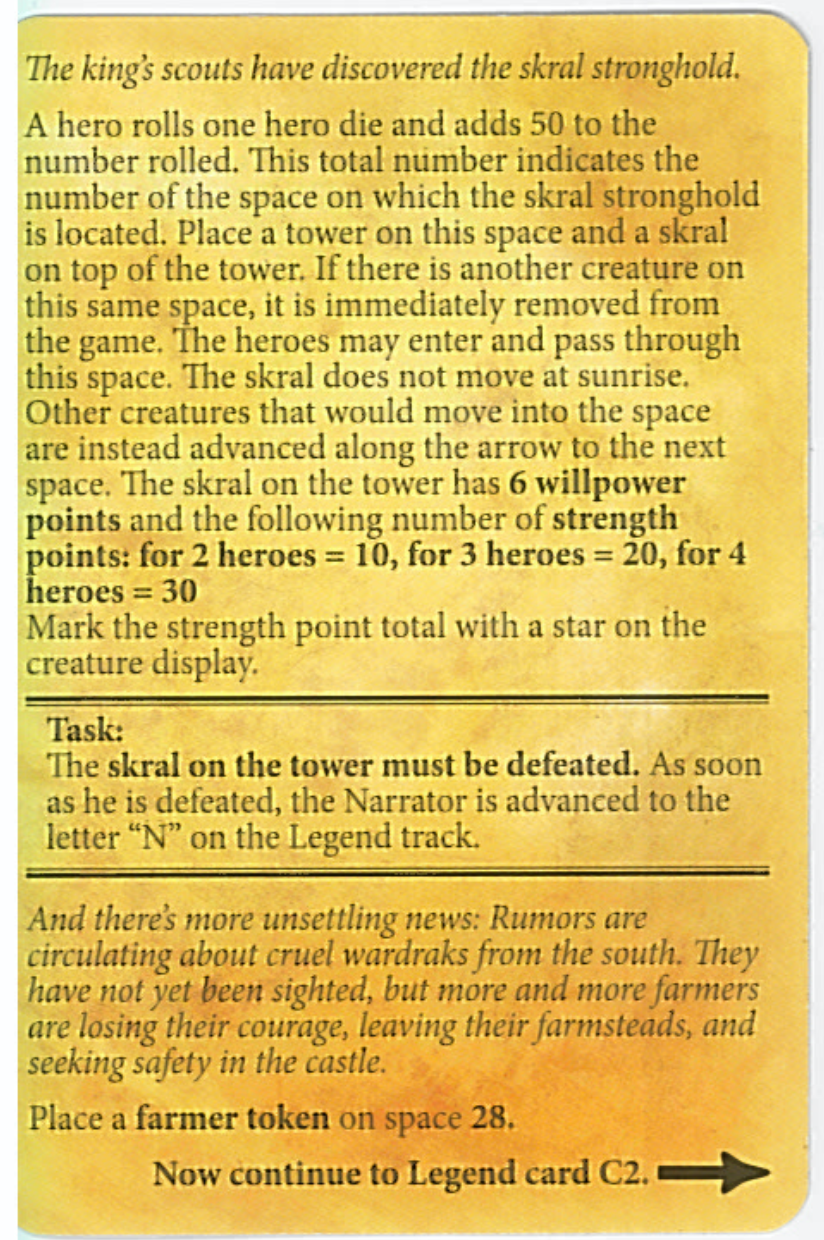 The king's scouts have discovered the skral stronghold.
A hero rolls one hero die and adds 50 to the
number rolled. This total number indicates the
number of the space on which the skral stronghold
is located. Place a tower on this space and a skral
on top of the tower. If there is another creature on
this same space, it is immediately removed from
the game. The heroes may enter and pass through
this space. The skral does not move at sunrise.
Other creatures that would move into the space
are instead advanced along the arrow to the next
space. The skral on the tower has 6 willpower
points and the following number of strength
points: for 2 heroes = 10, for 3 heroes = 20, for 4
heroes = 30
Mark the strength point total with a star on the
creature display.
Task:
The skral on the tower must be defeated. As soon
as he is defeated, the Narrator is advanced to the
letter “N” on the Legend track.
And there's more unsettling news: Rumors are
circulating about cruel wardraks from the south. They
have not yet been sighted, but more and more farmers
are losing their courage, leaving their farmsteads, and
seeking safety in the castle.
Place a farmer token on space 28.
Now continue to Legend card C2.